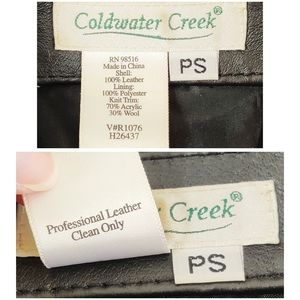 Coldwater Creek®
PS
RN 98516
Made in China
Shell:
100% Leather
Lining:
100% Polyester
Knit Trim:
70% Acrylic
30% Wool
V#R1076
H26437
Professional Leather
Clean Only
Creek®
PS